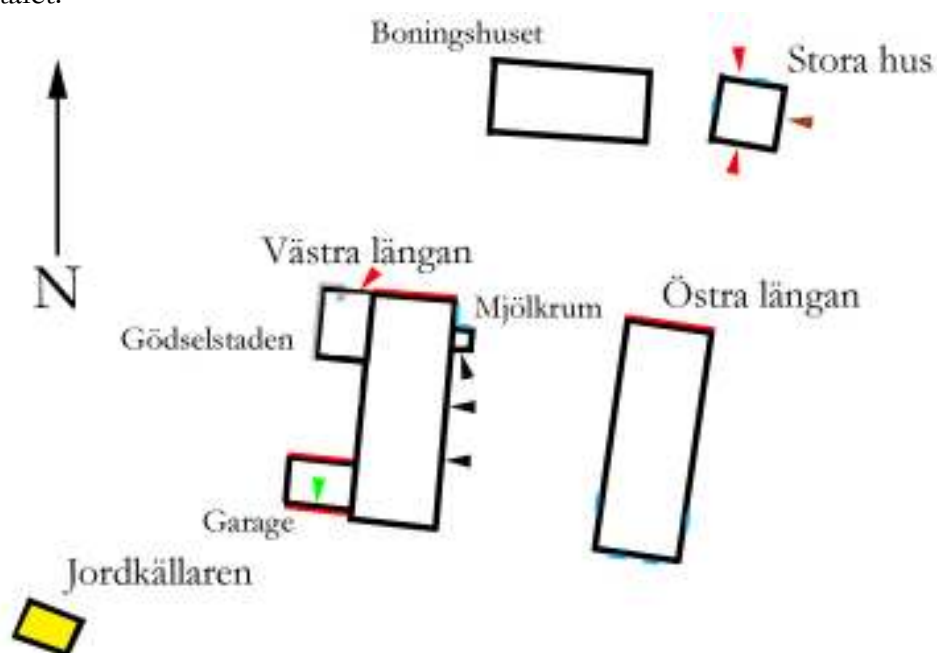 Boningshuset
Stora hus
N
Västra längan
Mjölkrum
Östra längan
Gödselstaden
Garage
Jordkällaren